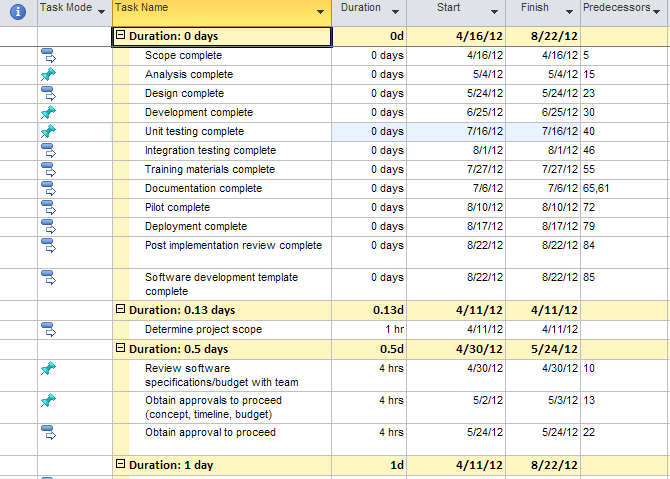 Task Mode Task Name Duration Start Finish Predecessors
Duration: 0 days 0d 4/16/12 8/22/12
Scope complete 0 days 4/16/12 4/16/12 5
Analysis complete 0 days 5/4/12 5/4/12 15
Design complete 0 days 5/24/12 5/24/12 23
Development complete 0 days 6/25/12 6/25/12 30
Unit testing complete 0 days 7/16/12 7/16/12 40
Integration testing complete 0 days 8/1/12 8/1/12 46
Training materials complete 0 days 7/27/12 7/27/12 55
Documentation complete 0 days 7/6/12 7/6/12 65,61
Pilot complete 0 days 8/10/12 8/10/12 72
Deployment complete 0 days 8/17/12 8/17/12 79
Post implementation review complete 0 days 8/22/12 8/22/12 84
Software development template 0 days 8/22/12 8/22/12 85
complete
Duration: 0.13 days 0.13d 4/11/12 4/11/12
Determine project scope 1 hr 4/11/12 4/11/12
Duration: 0.5 days 0.5d 4/30/12 5/24/12
Review software 4 hrs 4/30/12 4/30/12 10
specifications/budget with team
Obtain approvals to proceed 4 hrs 5/2/12 5/3/12 13
(concept, timeline, budget)
Obtain approval to proceed 4 hrs 5/24/12 5/24/12 22
Duration: 1 day 1d 4/11/12 8/22/12